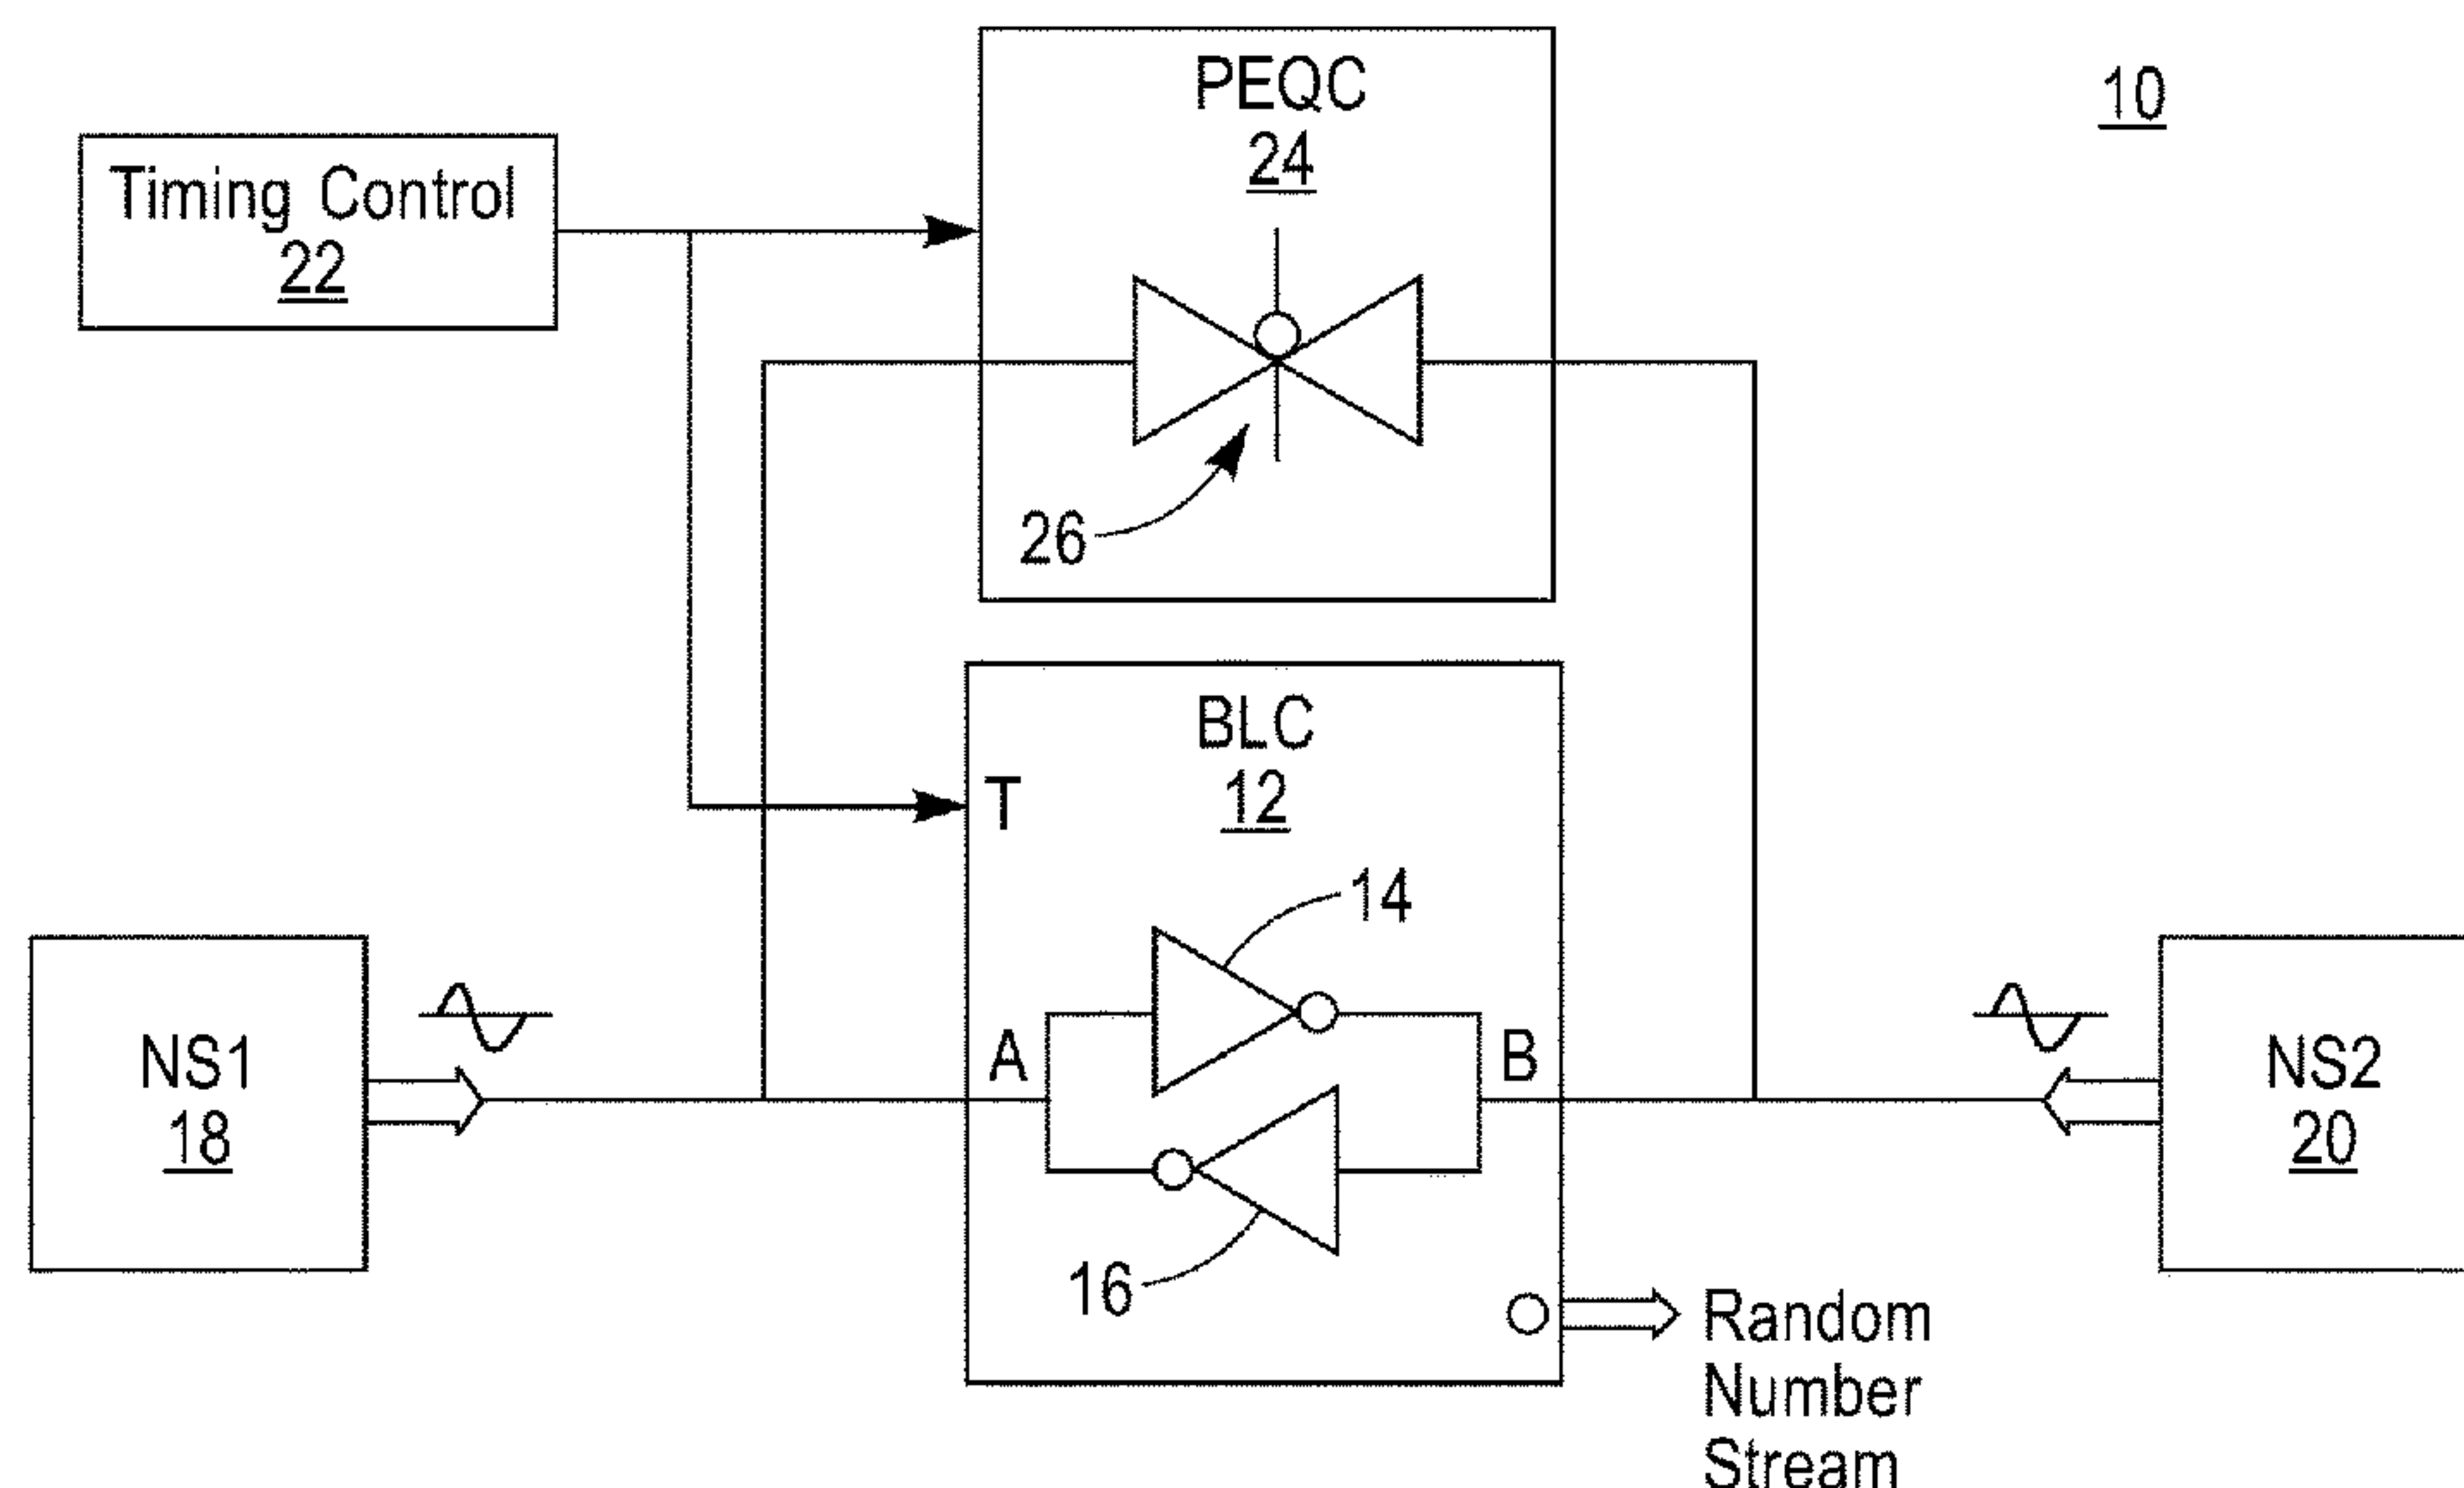 PEQC
24
10
Timing Control
22
26
BLC
12
T
14
A
B
NS1
18
NS2
20
16
Random
Number
Stream